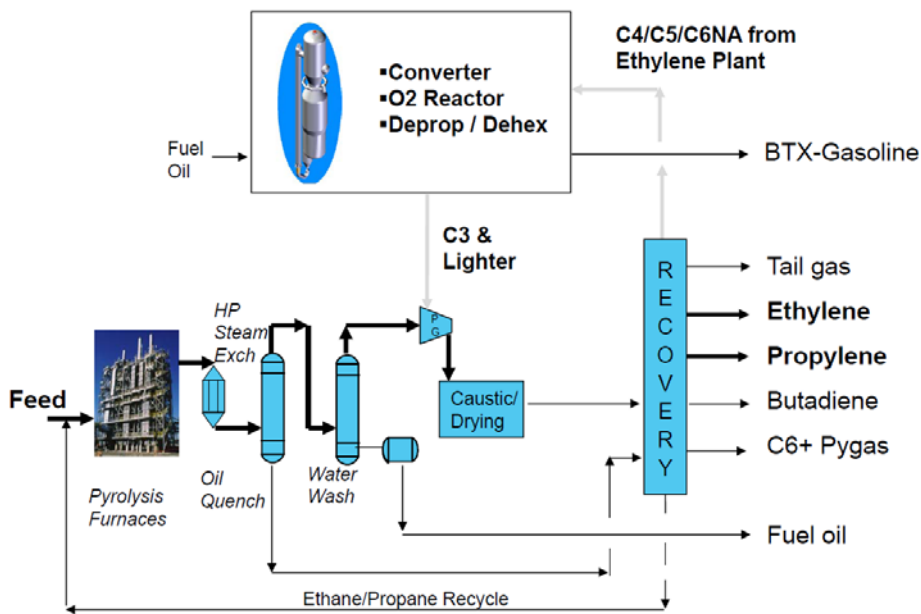 C4/C5/C6NA from
Ethylene Plant
▪Converter
▪O2 Reactor
▪Deprop / Dehex
Fuel
Oil
BTX-Gasoline
C3 &
Lighter
HP
Steam
Exch
P
G
RECOVERY
Tail gas
Ethylene
Propylene
Butadiene
C6+ Pygas
Feed
Caustic/
Drying
Pyrolysis
Furnaces
Oil
Quench
Water
Wash
Fuel oil
Ethane/Propane Recycle